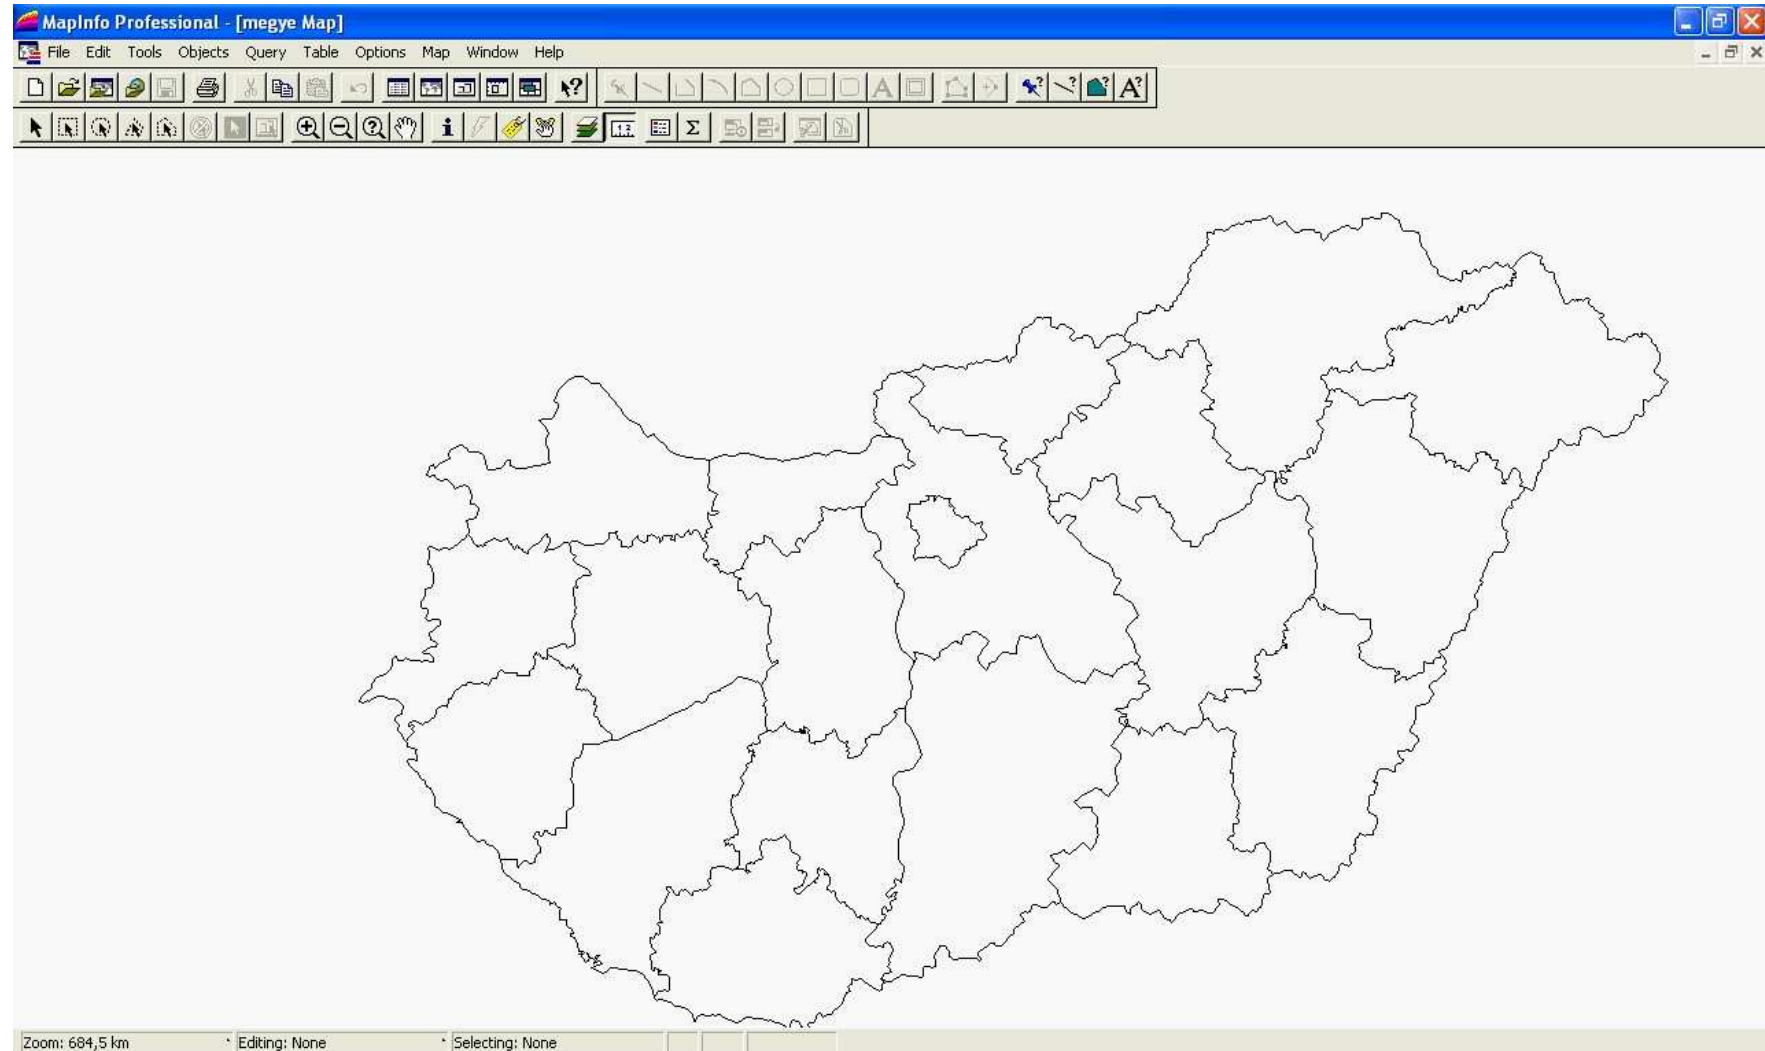 MapInfo Professional - [megye Map]
File Edit Tools Objects Query Table Options Map Window Help
Zoom: 684,5 km Editing: None Selecting: None